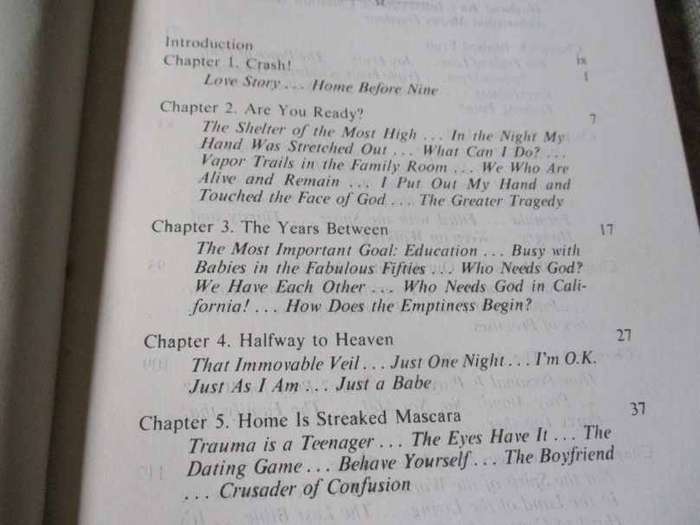 Introduction
ix
Chapter 1. Crash!
1
Love Story . . . Home Before Nine
Chapter 2. Are You Ready?
7
The Shelter of the Most High . . . In the Night My
Hand Was Stretched Out . . . What Can I Do? . . .
Vapor Trails in the Family Room . . . We Who Are
Alive and Remain . . . I Put Out My Hand and
Touched the Face of God . . . The Greater Tragedy
Chapter 3. The Years Between
17
The Most Important Goal: Education . . . Busy with
Babies in the Fabulous Fifties . . . Who Needs God?
We Have Each Other . . . Who Needs God in Cali-
fornia! . . . How Does the Emptiness Begin?
Chapter 4. Halfway to Heaven
27
That Immovable Veil . . . Just One Night . . . I'm O.K.
Just As I Am . . . Just a Babe
Chapter 5. Home Is Streaked Mascara
37
Trauma is a Teenager . . . The Eyes Have It . . . The
Dating Game . . . Behave Yourself . . . The Boyfriend
. . . Crusader of Confusion